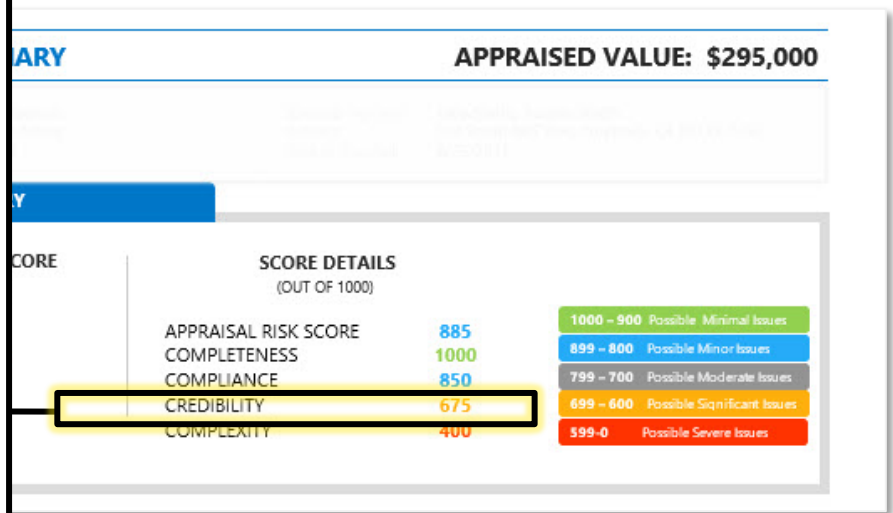 ARY
APPRAISED VALUE: $295,000
Y
CORE
SCORE DETAILS
(OUT OF 1000)
APPRAISAL RISK SCORE 885
COMPLETENESS 1000
COMPLIANCE 850
CREDIBILITY 675
COMPLEXITY 400
1000 – 900 Possible Minimal Issues
899 – 800 Possible Minor Issues
799 – 700 Possible Moderate Issues
699 – 600 Possible Significant Issues
599-0 Possible Severe Issues